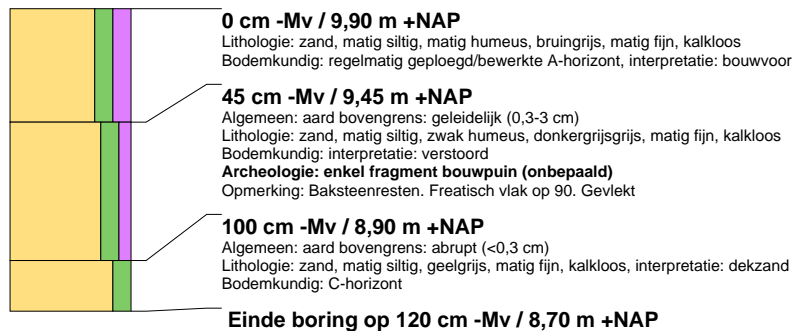 0 cm -Mv / 9,90 m +NAP
Lithologie: zand, matig siltig, matig humeus, bruingrijs, matig fijn, kalkloos
Bodemkundig: regelmatig geploegd/bewerkte A-horizont, interpretatie: bouwvoor
45 cm -Mv / 9,45 m +NAP
Algemeen: aard bovengrens: geleidelijk (0,3-3 cm)
Lithologie: zand, matig siltig, zwak humeus, donkergrijsgrijs, matig fijn, kalkloos
Bodemkundig: interpretatie: verstoord
Archeologie: enkel fragment bouwpuin (onbepaald)
Opmerking: Baksteenresten. Freatisch vlak op 90. Gevlekt
100 cm -Mv / 8,90 m +NAP
Algemeen: aard bovengrens: abrupt (<0,3 cm)
Lithologie: zand, matig siltig, geelgrijs, matig fijn, kalkloos, interpretatie: dekzand
Bodemkundig: C-horizont
Einde boring op 120 cm -Mv / 8,70 m +NAP